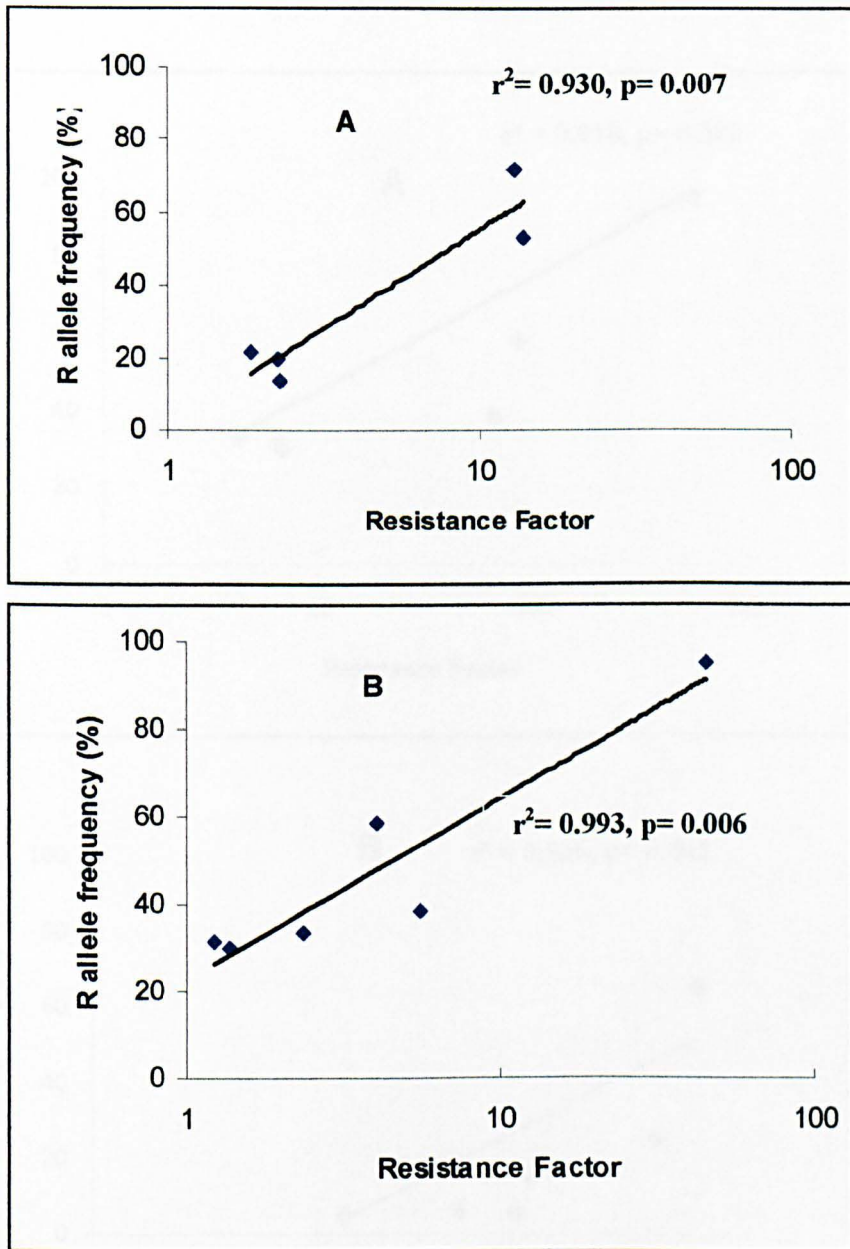 100
80
60
40
20
0
R allele frequency (%)
A
r²= 0.930, p= 0.007
1 10 100
Resistance Factor
100
80
60
40
20
0
R allele frequency (%)
B
r²= 0.993, p= 0.006
1 10 100
Resistance Factor